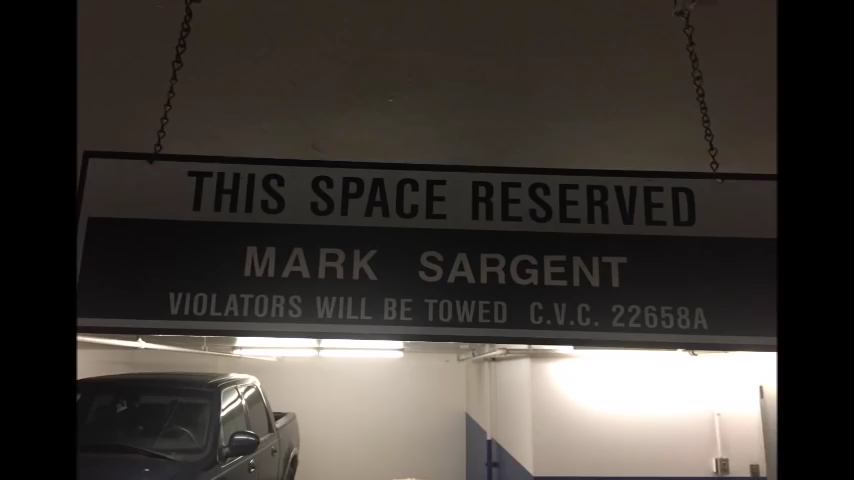 THIS SPACE RESERVED
MARK SARGENT
VIOLATORS WILL BE TOWED C.V.C. 22658A